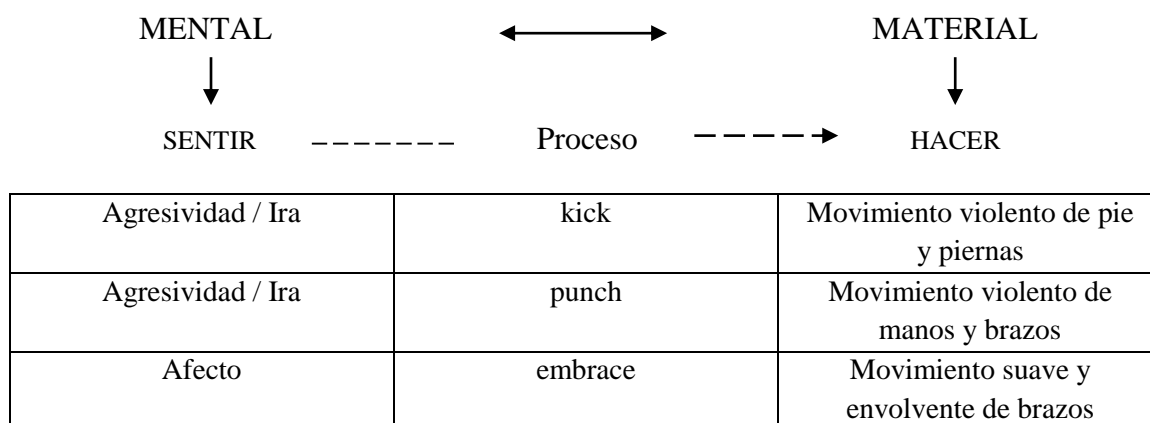 MENTAL MATERIAL
SENTIR Proceso HACER
Agresividad / Ira kick Movimiento violento de pie
y piernas
Agresividad / Ira punch Movimiento violento de
manos y brazos
Afecto embrace Movimiento suave y
envolvente de brazos